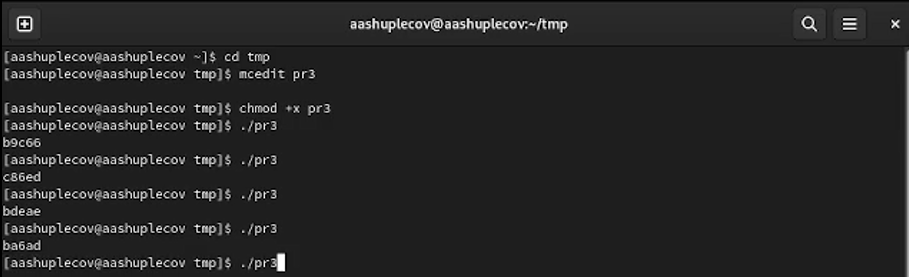 aashuplecov@aashuplecov:~/tmp
[aashuplecov@aashuplecov ~]$ cd tmp
[aashuplecov@aashuplecov tmp]$ mcedit pr3
[aashuplecov@aashuplecov tmp]$ chmod +x pr3
[aashuplecov@aashuplecov tmp]$ ./pr3
b9c66
[aashuplecov@aashuplecov tmp]$ ./pr3
c86ed
[aashuplecov@aashuplecov tmp]$ ./pr3
bdeae
[aashuplecov@aashuplecov tmp]$ ./pr3
ba6ad
[aashuplecov@aashuplecov tmp]$ ./pr3